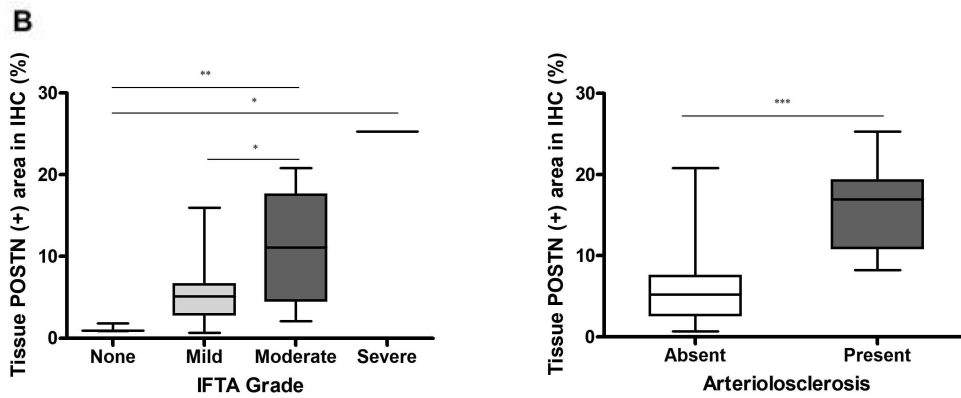 B
Tissue POSTN (+) area in IHC (%)
30
20
10
0
**
*
*
None Mild Moderate Severe
IFTA Grade
Tissue POSTN (+) area in IHC (%)
30
20
10
0
***
Absent Present
Arteriolosclerosis